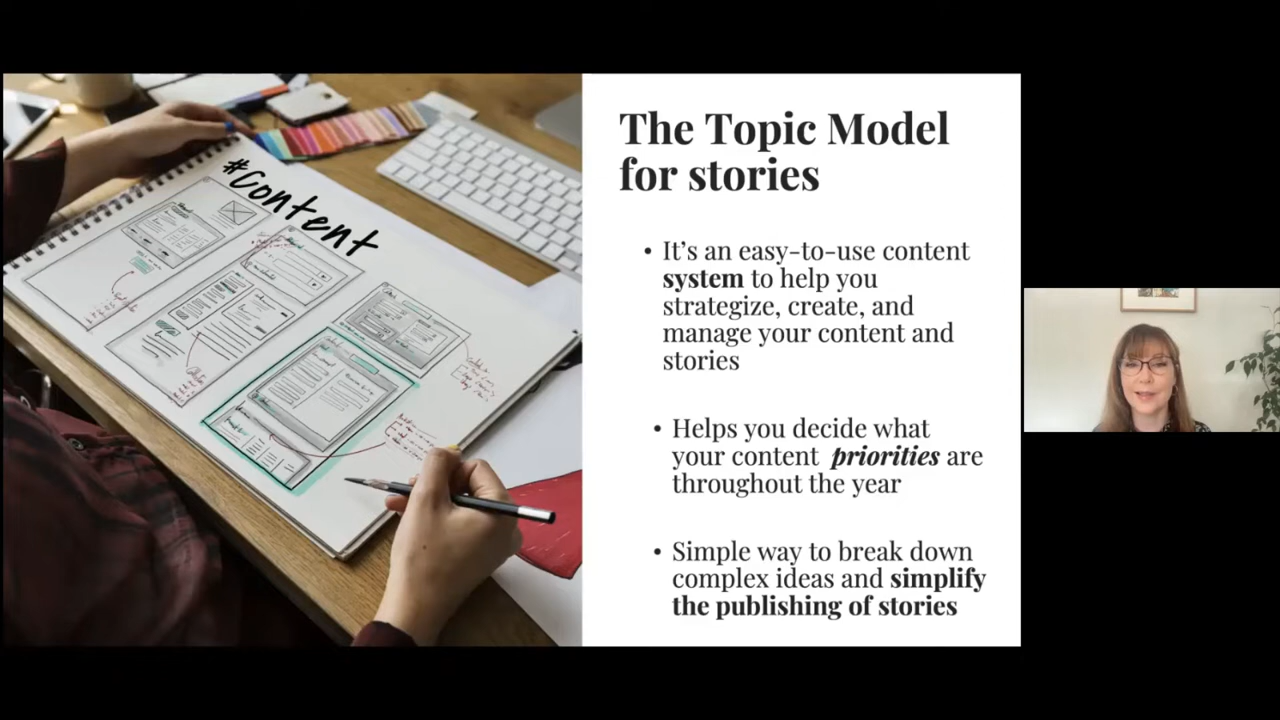 #Content
The Topic Model
for stories
• It's an easy-to-use content
system to help you
strategize, create, and
manage your content and
stories
• Helps you decide what
your content priorities are
throughout the year
• Simple way to break down
complex ideas and simplify
the publishing of stories